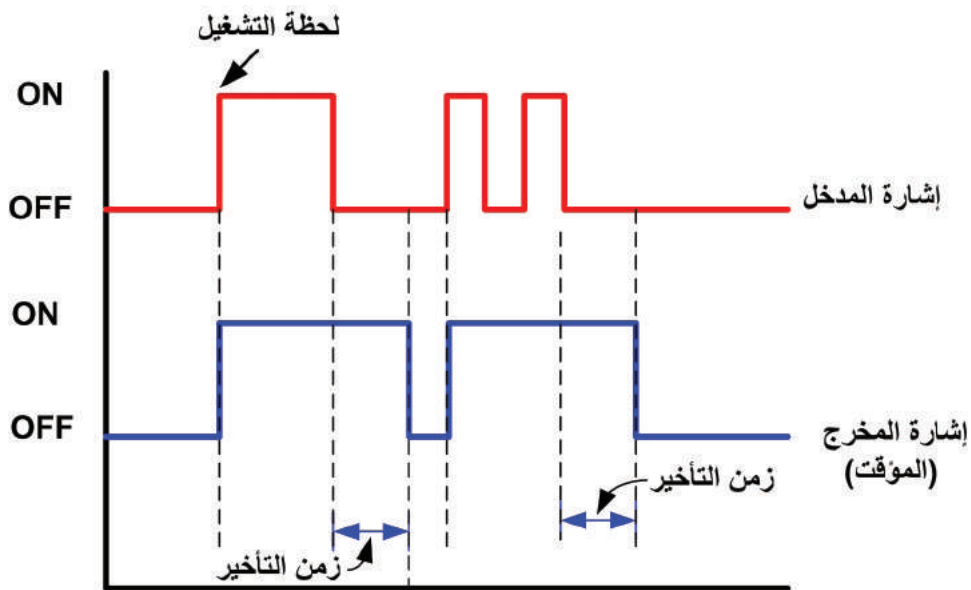 لحظة التشغيل
ON
OFF
إشارة المدخل
ON
OFF
إشارة المخرج
(المؤقت)
زمن التأخير
زمن التأخير